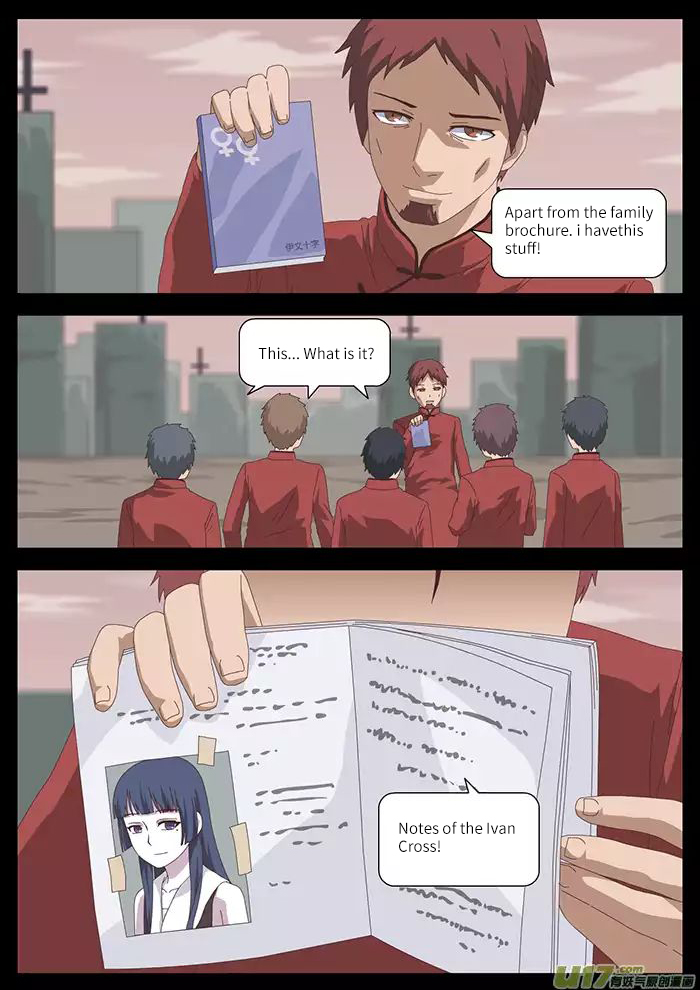 伊文十字
Apart from the family
brochure. i havethis
stuff!
This... What is it?
Notes of the Ivan
Cross!
U17.com
有妖气原创漫画